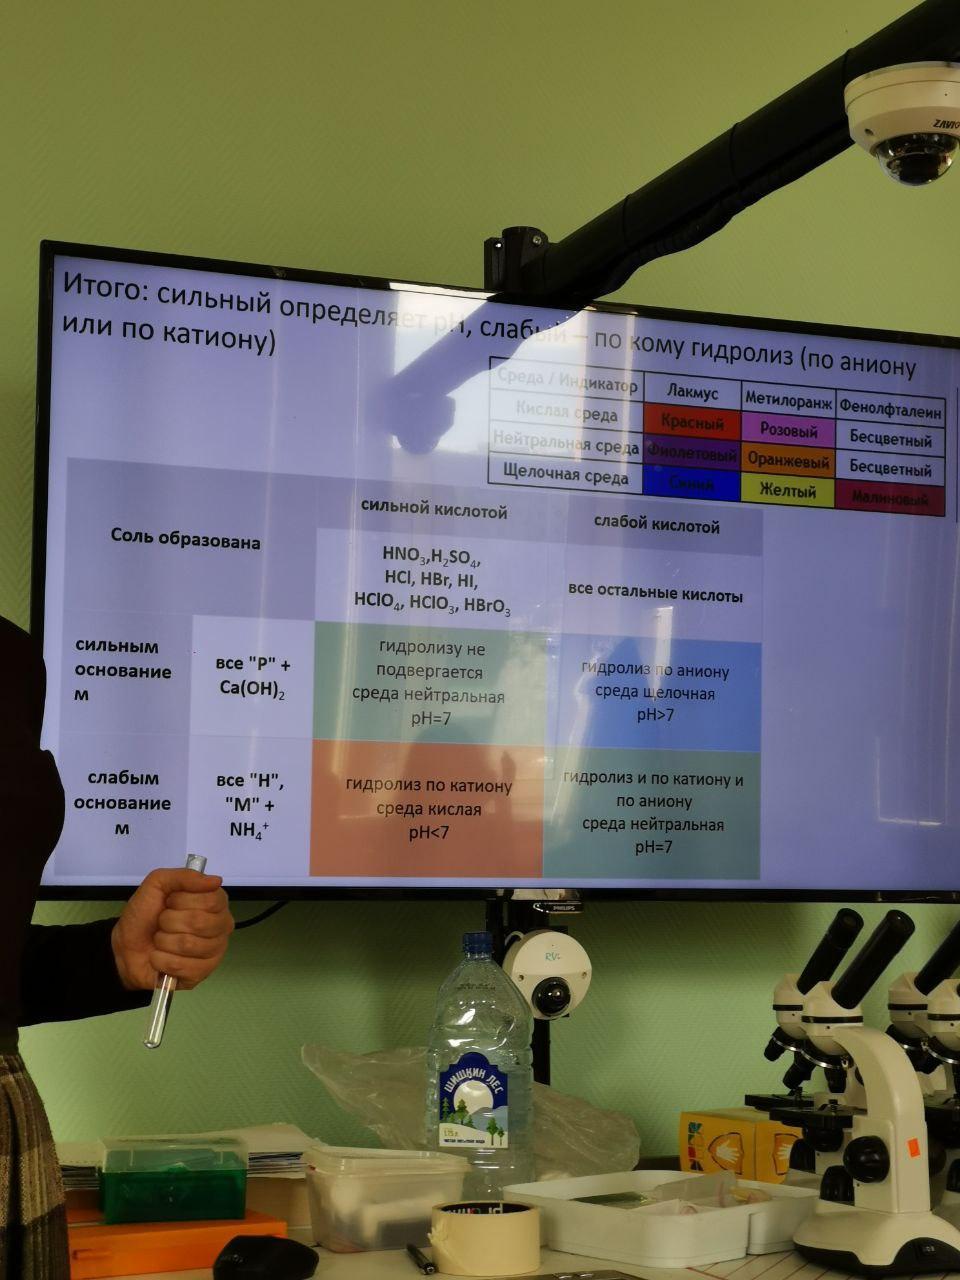 ZAVIO
Итого: сильный определяет pH, слабый – по кому гидролиз (по аниону
или по катиону)
Среда / Индикатор Лакмус Метилоранж Фенолфталеин
Кислая среда Красный Розовый Бесцветный
Нейтральная среда Фиолетовый Оранжевый Бесцветный
Щелочная среда Синий Желтый Малиновый
Соль образована
сильной кислотой
слабой кислотой
HNO₃,H₂SO₄,
HCl, HBr, HI,
HClO₄, HClO₃, HBrO₃
все остальные кислоты
сильным
основание
м
все "Р" +
Ca(OH)₂
гидролизу не
подвергается
среда нейтральная
pH=7
гидролиз по аниону
среда щелочная
pH>7
слабым
основание
м
все "Н",
"М" +
NH₄⁺
гидролиз по катиону
среда кислая
pH<7
гидролиз и по катиону и
по аниону
среда нейтральная
pH=7
PHILIPS
RVi
ШИШКИН ЛЕС